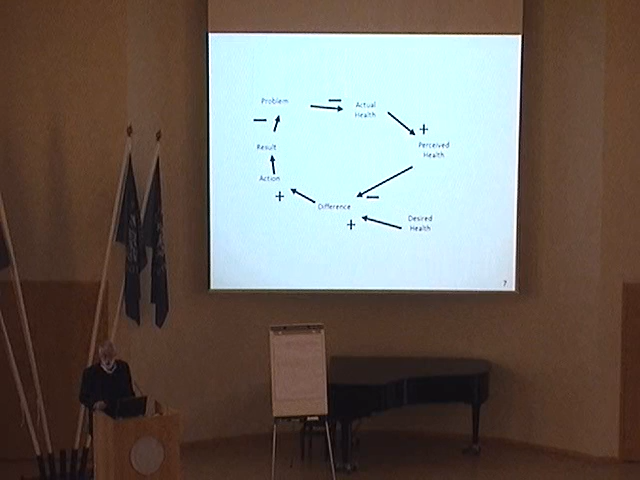 Problem
−
Actual
Health
−
+
Perceived
Health
Result
Action
+
Difference
−
+
Desired
Health
7